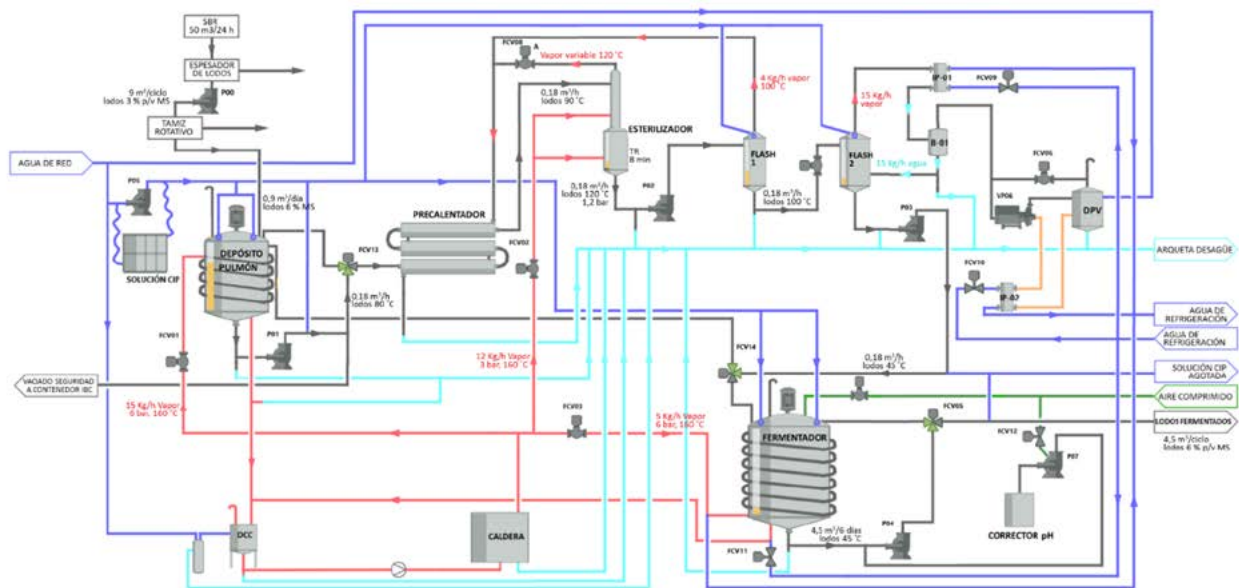 SBR
50 m3/24 h
ESPESADOR
DE LODOS
P00
9 m³/ciclo
lodos 3 % p/v MS
TAMIZ
ROTATIVO
AGUA DE RED
P05
0,9 m³/día
lodos 6 % MS
SOLUCIÓN CIP
DEPÓSITO
PULMÓN
FCV01
P01
VACIADO SEGURIDAD
A CONTENEDOR IBC
15 Kg/h Vapor
6 bar, 160 °C
FCV13
0,18 m³/h
lodos 80 °C
PRECALENTADOR
FCV08
A
Vapor variable 120 °C
0,18 m³/h
lodos 90 °C
ESTERILIZADOR
TR
8 min
0,18 m³/h
lodos 120 °C
1,2 bar
FCV02
P02
12 Kg/h Vapor
3 bar, 160 °C
4 Kg/h vapor
100 °C
FLASH
1
0,18 m³/h
lodos 100 °C
15 Kg/h
vapor
FLASH
2
P03
IP-01
FCV09
B-01
15 kg/h agua
VP06
DPV
FCV10
IP-02
ARQUETA DESAGÜE
AGUA DE
REFRIGERACIÓN
AGUA DE
REFRIGERACIÓN
SOLUCIÓN CIP
AGOTADA
AIRE COMPRIMIDO
LODOS FERMENTADOS
4,5 m³/ciclo
lodos 6 % p/v MS
FCV14
0,18 m³/h
lodos 45 °C
FCV03
5 Kg/h Vapor
6 bar, 160 °C
FERMENTADOR
FCV12
P07
CORRECTOR pH
P04
4,5 m³/6 días
lodos 45 °C
FCV11
DCC
CALDERA